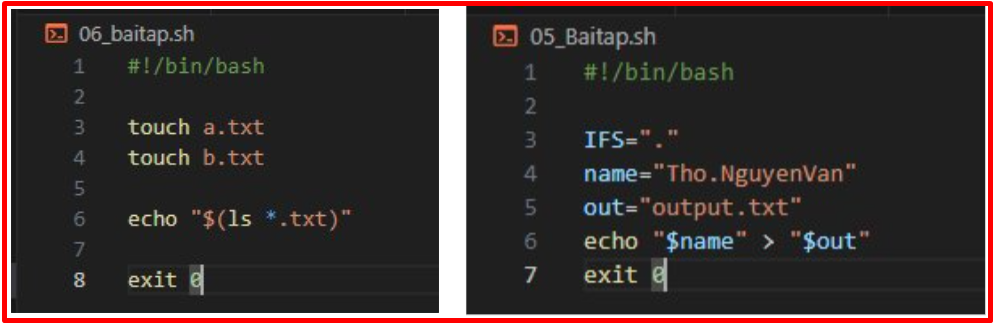 06_baitap.sh
1 #!/bin/bash
2
3 touch a.txt
4 touch b.txt
5
6 echo "$(ls *.txt)"
7
8 exit 0
05_Baitap.sh
1 #!/bin/bash
2
3 IFS="."
4 name="Tho.NguyenVan"
5 out="output.txt"
6 echo "$name" > "$out"
7 exit 0